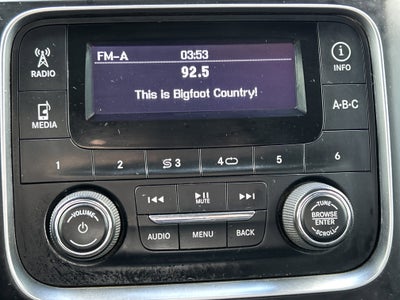 FM-A 03:53
92.5
This is Bigfoot Country!
RADIO
MEDIA
i
INFO
A-B-C
1 2 3 4 5 6
MUTE
VOLUME
AUDIO MENU BACK
TUNE
BROWSE
ENTER
SCROLL